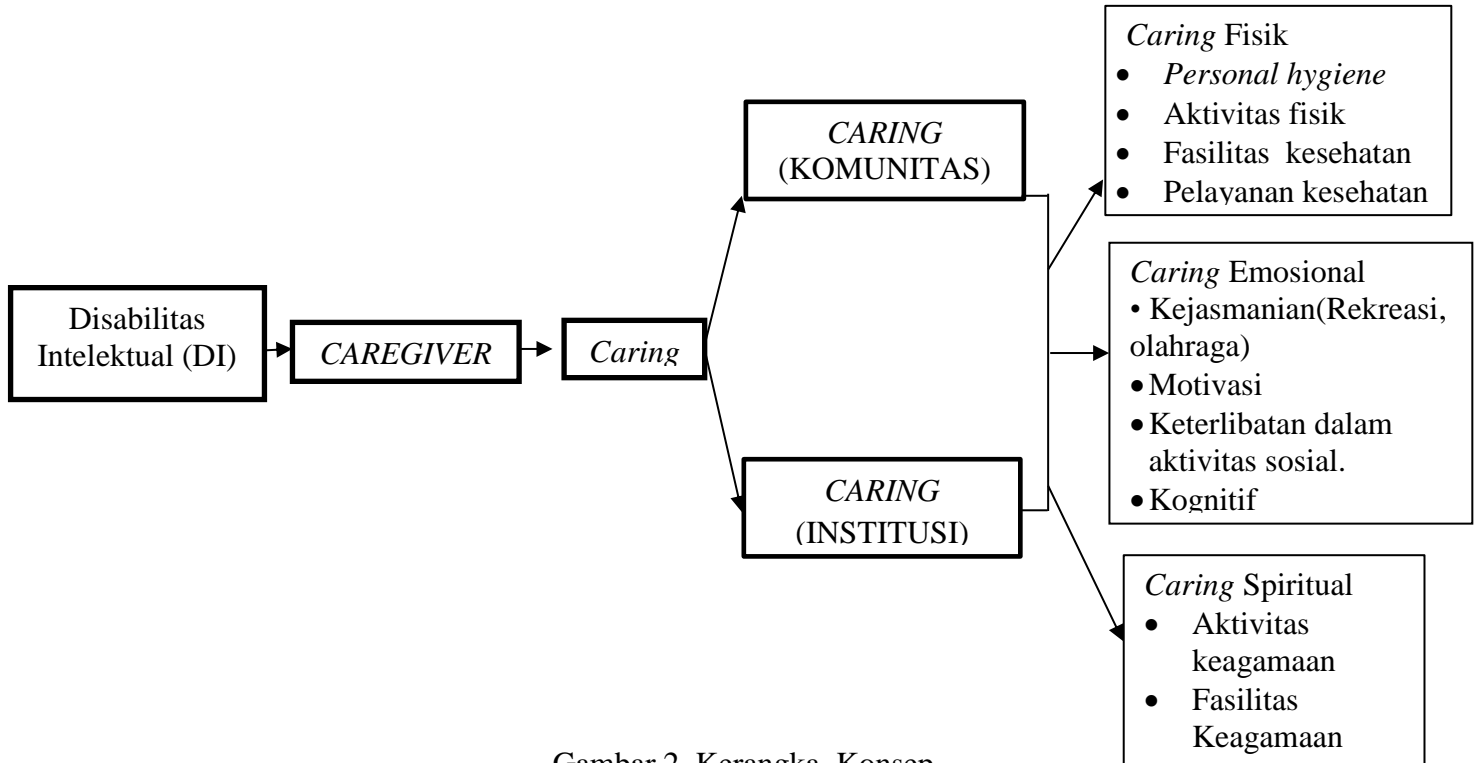 Disabilitas
Intelektual (DI)
CAREGIVER
Caring
CARING
(KOMUNITAS)
CARING
(INSTITUSI)
Caring Fisik
• Personal hygiene
• Aktivitas fisik
• Fasilitas kesehatan
• Pelayanan kesehatan
Caring Emosional
• Kejasmanian(Rekreasi,
olahraga)
• Motivasi
• Keterlibatan dalam
aktivitas sosial.
• Kognitif
Caring Spiritual
• Aktivitas
keagamaan
• Fasilitas
Keagamaan
Gambar 2. Kerangka Konsep